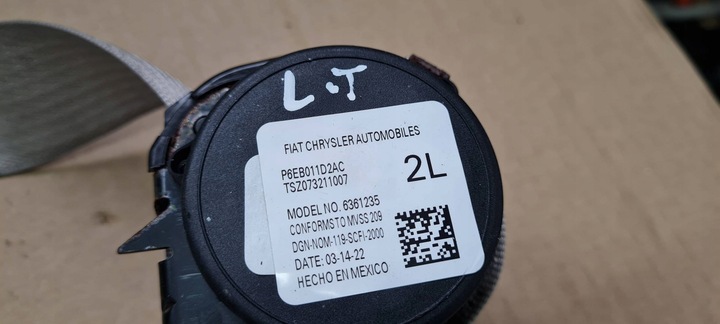 L.T
FIAT CHRYSLER AUTOMOBILES
P6EB011D2AC
TSZ073211007
2L
MODEL NO. 6361235
CONFORMS TO MVSS 209
DGN-NOM-119-SCFI-2000
DATE: 03-14-22
HECHO EN MEXICO